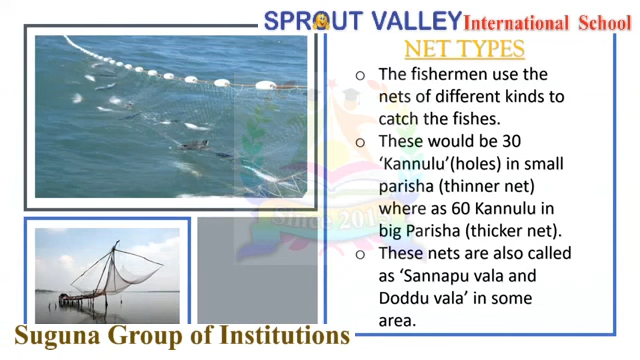 SPROUT VALLEY International School
NET TYPES
o The fishermen use the
nets of different kinds to
catch the fishes.
o These would be 30
‘Kannulu’(holes) in small
parisha (thinner net)
where as 60 Kannulu in
big Parisha (thicker net).
o These nets are also called
as ‘Sannapu vala and
Doddu vala’ in some
area.
Suguna Group of Institutions